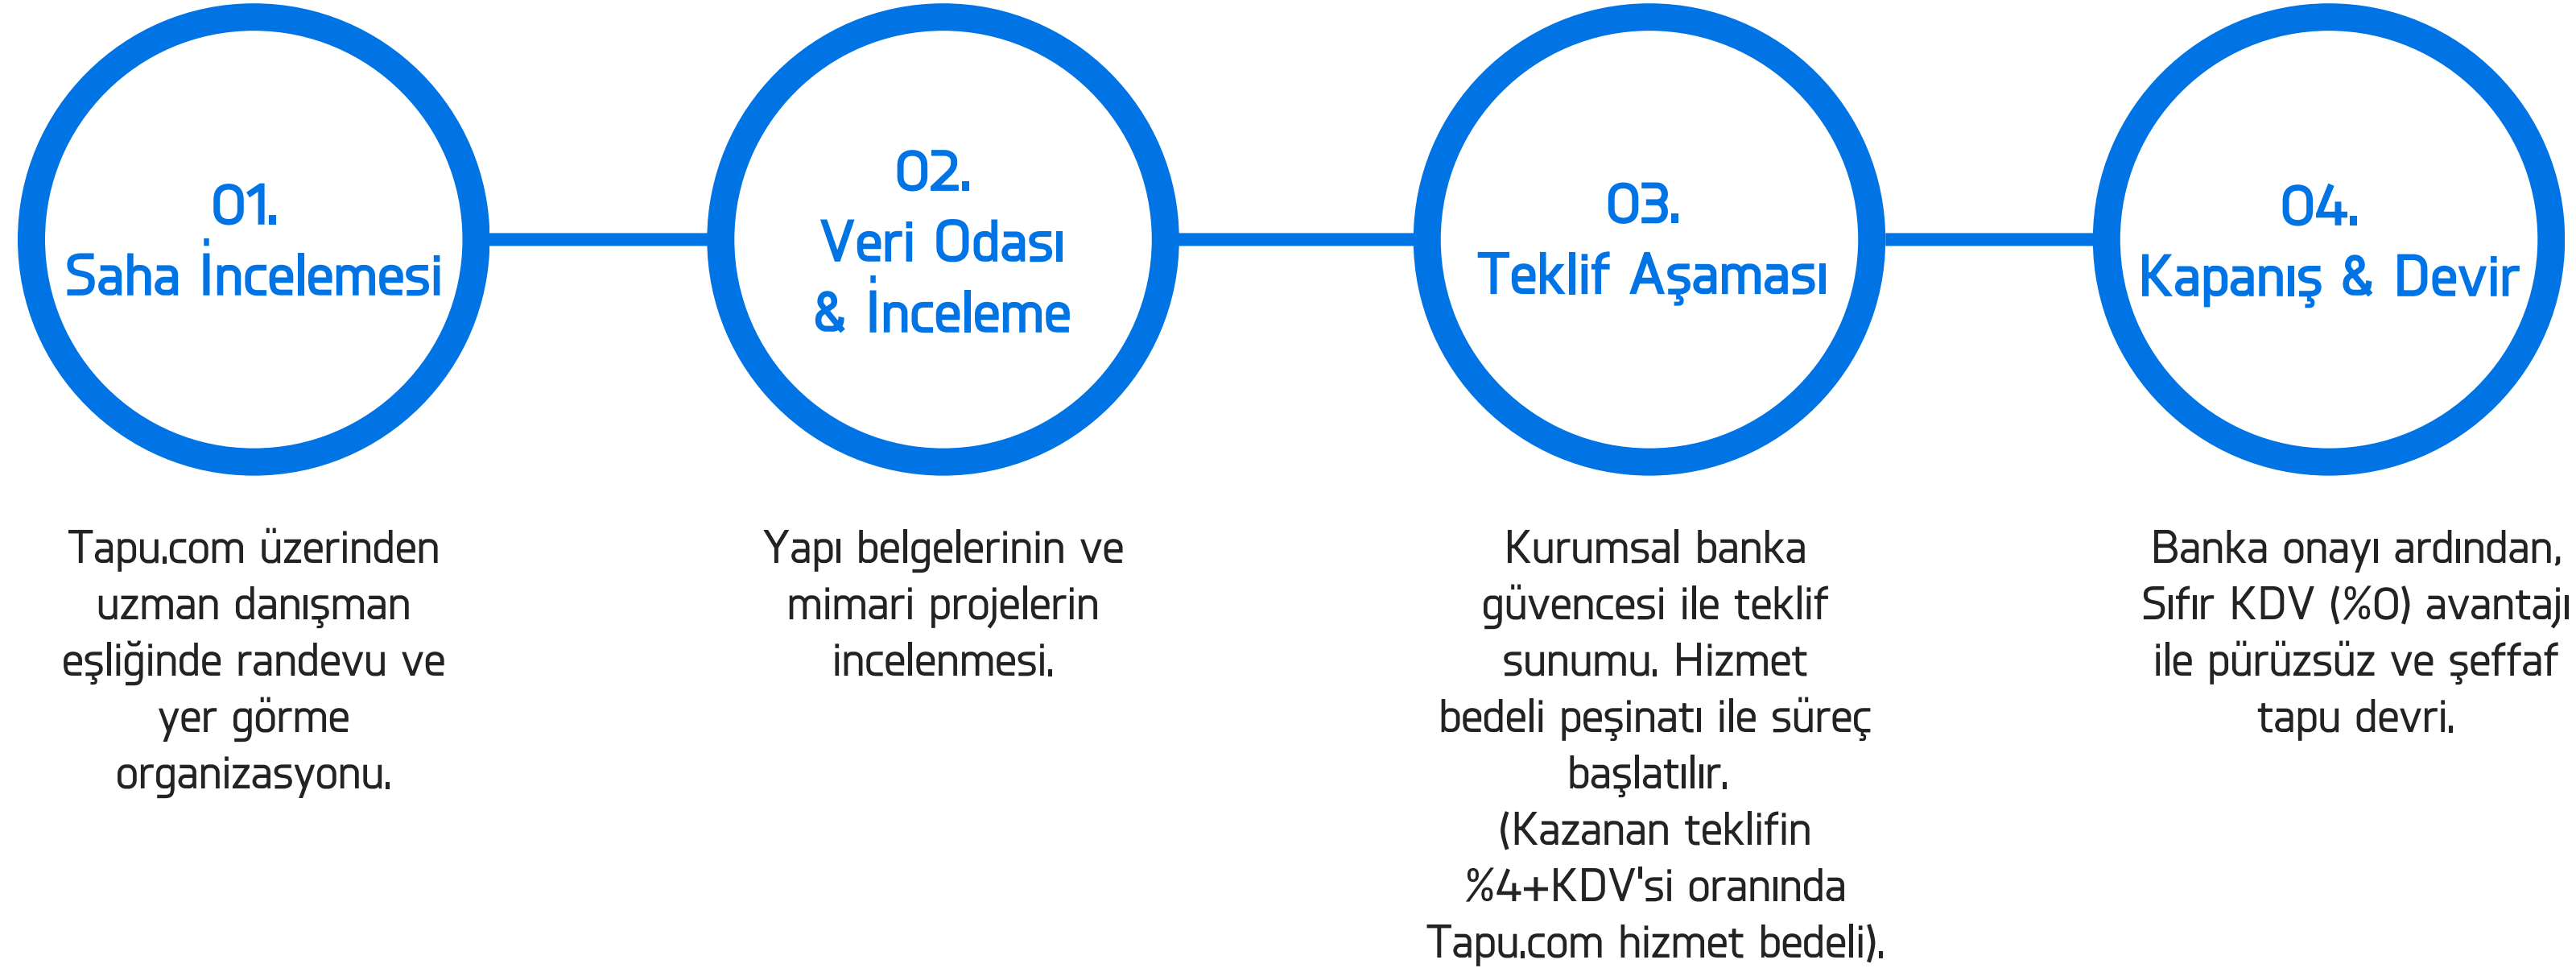 01.
Saha İncelemesi
Tapu.com üzerinden
uzman danışman
eşliğinde randevu ve
yer görme
organizasyonu.
02.
Veri Odası
& İnceleme
Yapı belgelerinin ve
mimari projelerin
incelenmesi.
03.
Teklif Aşaması
Kurumsal banka
güvencesi ile teklif
sunumu. Hizmet
bedeli peşinatı ile süreç
başlatılır.
(Kazanan teklifin
%4+KDV'si oranında
Tapu.com hizmet bedeli).
04.
Kapanış & Devir
Banka onayı ardından,
Sıfır KDV (%0) avantajı
ile pürüzsüz ve şeffaf
tapu devri.